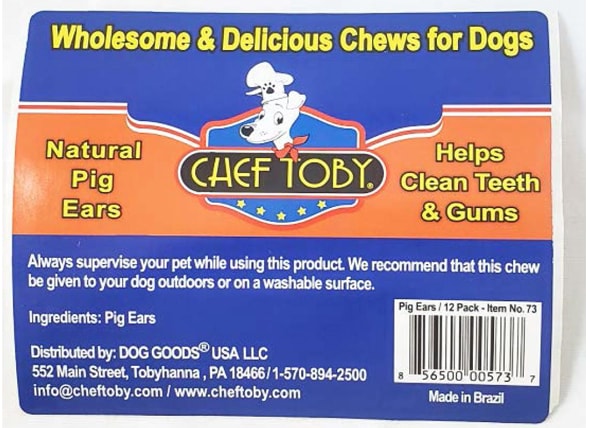 Wholesome & Delicious Chews for Dogs
Natural
Pig
Ears
CHEF TOBY®
Helps
Clean Teeth
& Gums
Always supervise your pet while using this product. We recommend that this chew
be given to your dog outdoors or on a washable surface.
Ingredients: Pig Ears
Distributed by: DOG GOODS® USA LLC
552 Main Street, Tobyhanna , PA 18466/1-570-894-2500
info@cheftoby.com / www.cheftoby.com
Pig Ears / 12 Pack - Item No. 73
8 56500 00573 7
Made in Brazil